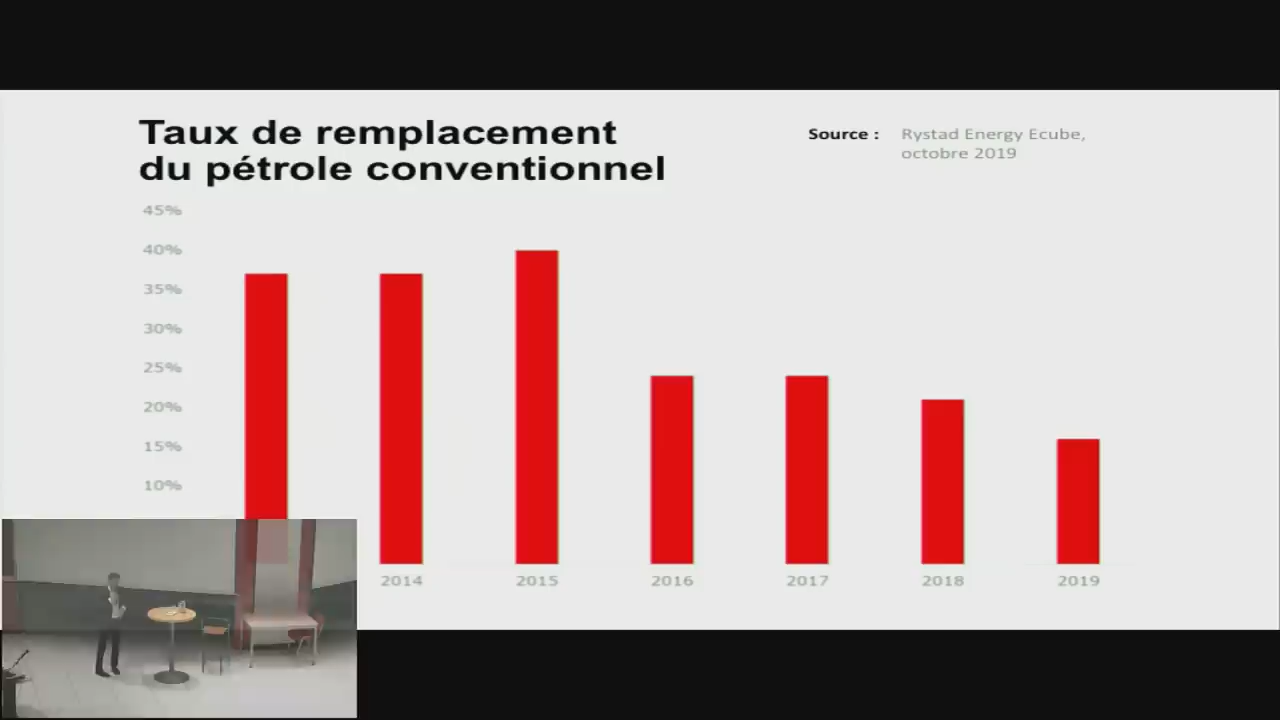 Taux de remplacement
du pétrole conventionnel
Source : Rystad Energy Ecube,
octobre 2019
45%
40%
35%
30%
25%
20%
15%
10%
2014 2015 2016 2017 2018 2019